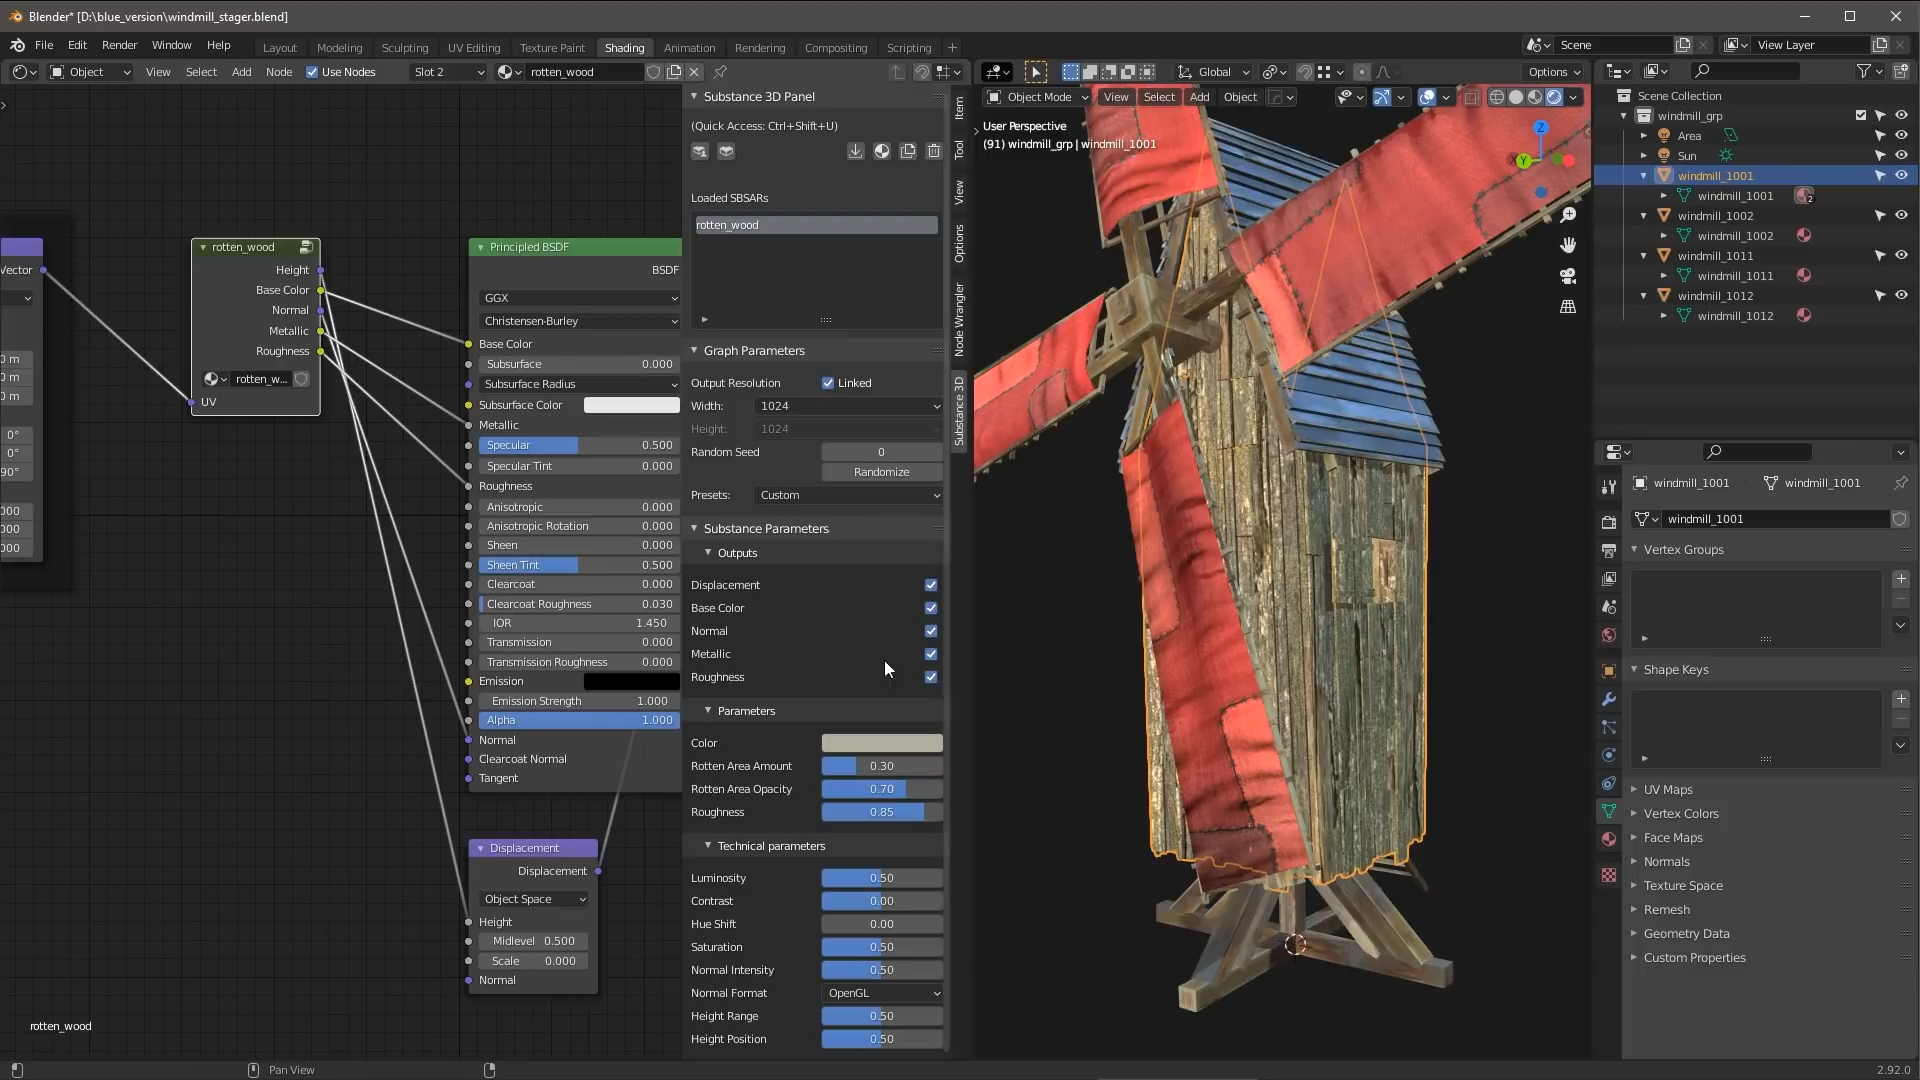 Blender* [D:\blue_version\windmill_stager.blend]
File Edit Render Window Help Layout Modeling Sculpting UV Editing Texture Paint Shading Animation Rendering Compositing Scripting + Scene View Layer
Object View Select Add Node Use Nodes Slot 2 rotten_wood Global Options
Substance 3D Panel
(Quick Access: Ctrl+Shift+U)
Loaded SBSARs
rotten_wood
Graph Parameters
Output Resolution Linked
Width: 1024
Height: 1024
Random Seed 0
Randomize
Presets: Custom
Substance Parameters
Outputs
Displacement
Base Color
Normal
Metallic
Roughness
Parameters
Color
Rotten Area Amount 0.30
Rotten Area Opacity 0.70
Roughness 0.85
Technical parameters
Luminosity 0.50
Contrast 0.00
Hue Shift 0.00
Saturation 0.50
Normal Intensity 0.50
Normal Format OpenGL
Height Range 0.50
Height Position 0.50
Item
Tool
View
Options
Node Wrangler
Substance 3D
Vector
0 m
0 m
0 m
0°
0°
90°
000
000
000
rotten_wood
Height
Base Color
Normal
Metallic
Roughness
rotten_w...
UV
Principled BSDF
BSDF
GGX
Christensen-Burley
Base Color
Subsurface 0.000
Subsurface Radius
Subsurface Color
Metallic
Specular 0.500
Specular Tint 0.000
Roughness
Anisotropic 0.000
Anisotropic Rotation 0.000
Sheen 0.000
Sheen Tint 0.500
Clearcoat 0.000
Clearcoat Roughness 0.030
IOR 1.450
Transmission 0.000
Transmission Roughness 0.000
Emission
Emission Strength 1.000
Alpha 1.000
Normal
Clearcoat Normal
Tangent
Displacement
Displacement
Object Space
Height
Midlevel 0.500
Scale 0.000
Normal
rotten_wood
Object Mode View Select Add Object
User Perspective
(91) windmill_grp | windmill_1001
Z
X Y
Scene Collection
windmill_grp
Area
Sun
windmill_1001
windmill_1001 2
windmill_1002
windmill_1002
windmill_1011
windmill_1011
windmill_1012
windmill_1012
windmill_1001 windmill_1001
windmill_1001
Vertex Groups
Shape Keys
UV Maps
Vertex Colors
Face Maps
Normals
Texture Space
Remesh
Geometry Data
Custom Properties
Pan View 2.92.0